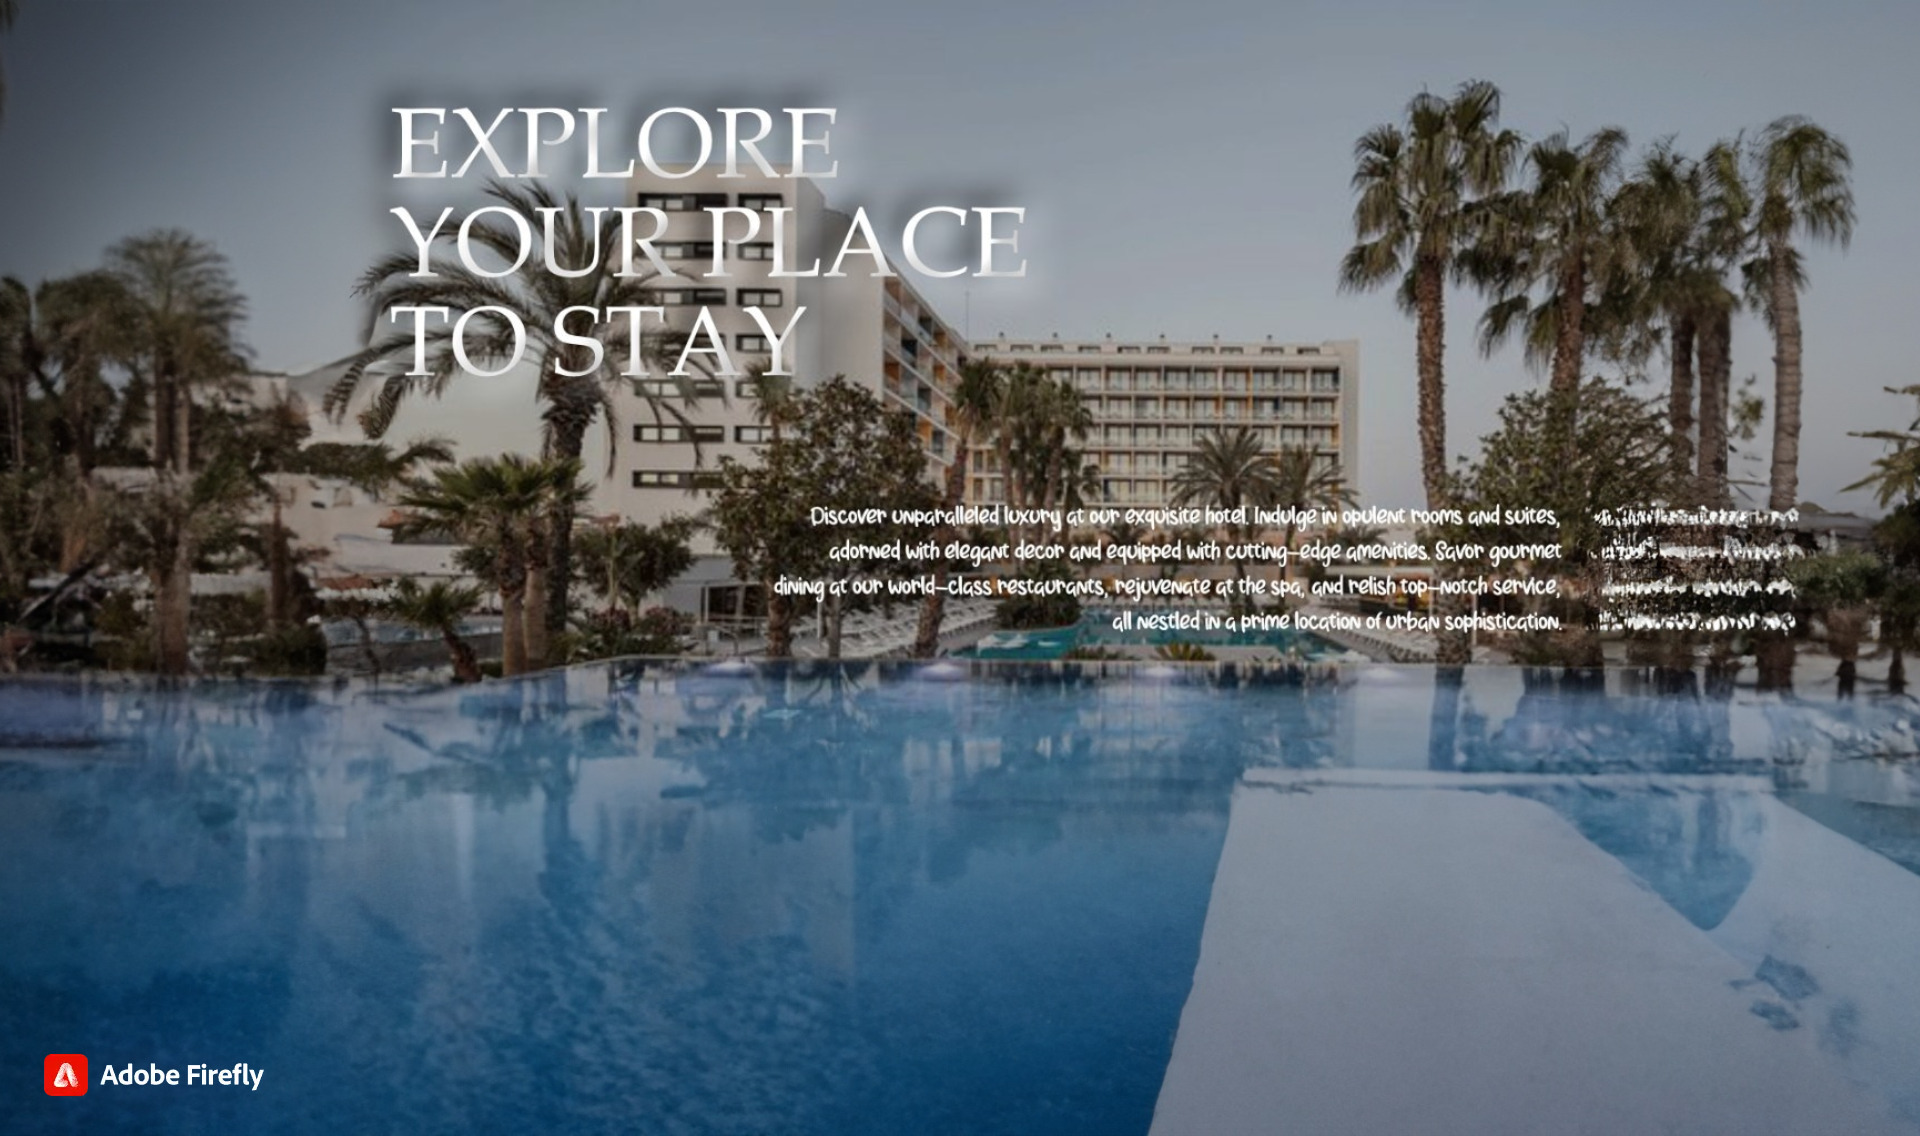 EXPLORE
YOUR PLACE
TO STAY
Discover unparalleled luxury at our exquisite hotel. Indulge in opulent rooms and suites,
adorned with elegant decor and equipped with cutting-edge amenities. Savor gourmet
dining at our world-class restaurants, rejuvenate at the spa, and relish top-notch service,
all nestled in a prime location of urban sophistication.
Adobe Firefly